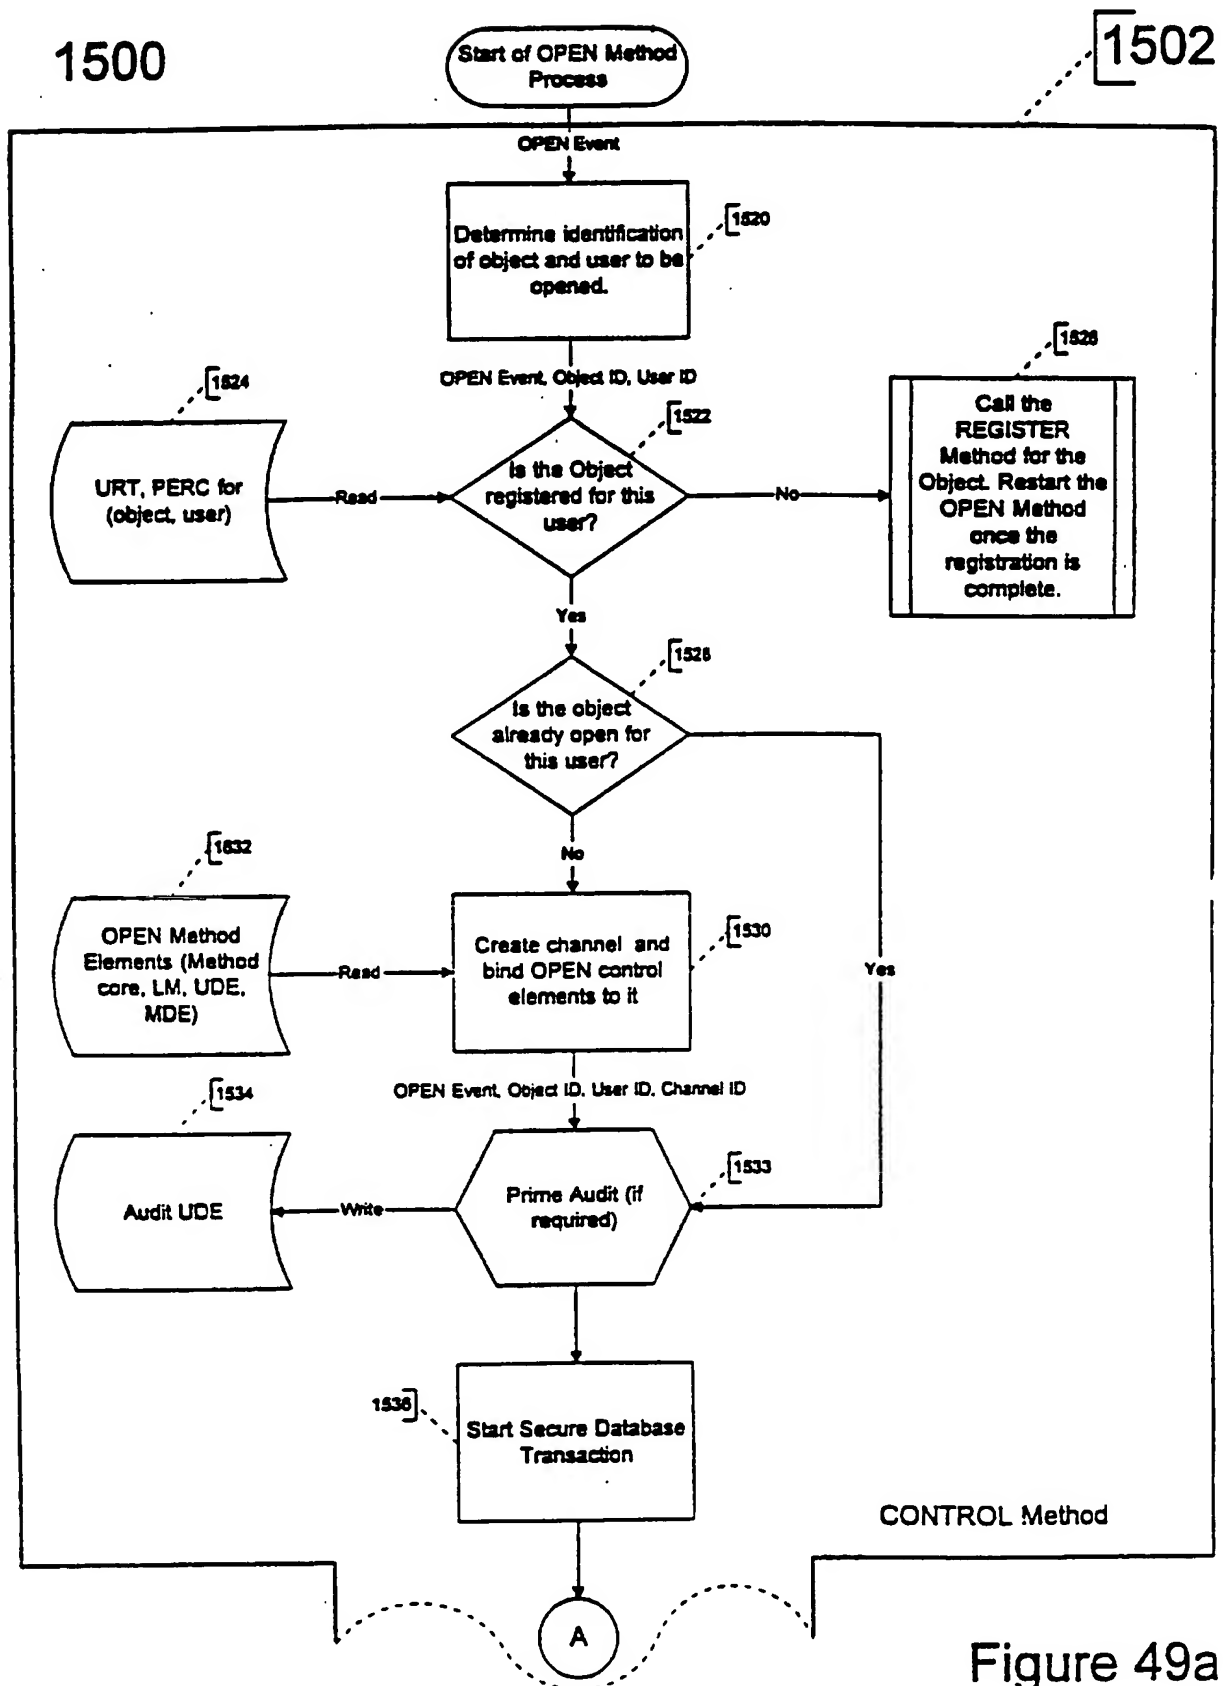 1500
Start of OPEN Method
Process
1502
OPEN Event
Determine identification
of object and user to be
opened.
1520
OPEN Event, Object ID, User ID
1524
URT, PERC for
(object, user)
Read
Is the Object
registered for this
user?
1522
No
1526
Call the
REGISTER
Method for the
Object. Restart the
OPEN Method
once the
registration is
complete.
Yes
Is the object
already open for
this user?
1528
Yes
No
1532
OPEN Method
Elements (Method
core, LM, UDE,
MDE)
Read
Create channel and
bind OPEN control
elements to it
1530
OPEN Event, Object ID, User ID, Channel ID
1534
Audit UDE
Write
Prime Audit (if
required)
1533
1536
Start Secure Database
Transaction
CONTROL Method
A
Figure 49a